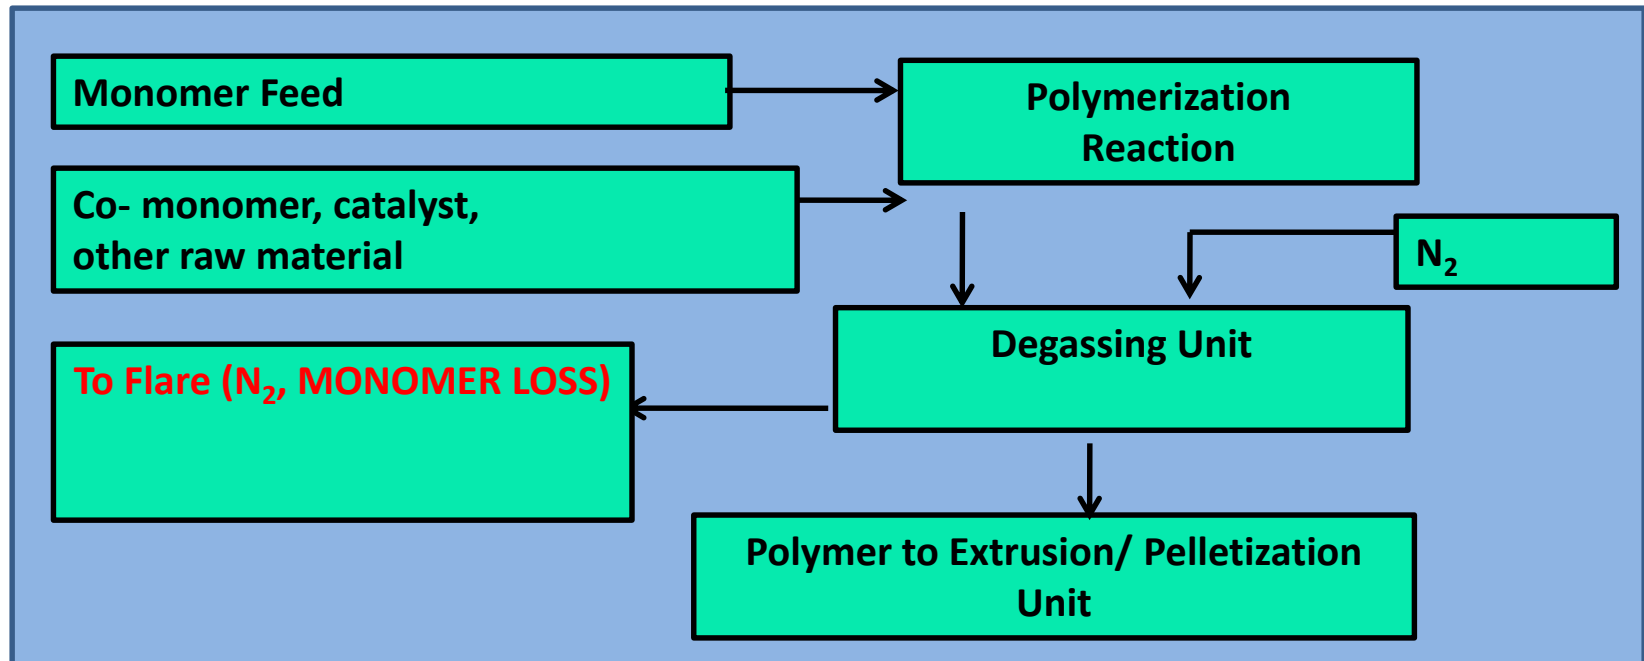 Monomer Feed
Polymerization
Reaction
Co- monomer, catalyst,
other raw material
N₂
Degassing Unit
To Flare (N₂, MONOMER LOSS)
Polymer to Extrusion/ Pelletization
Unit